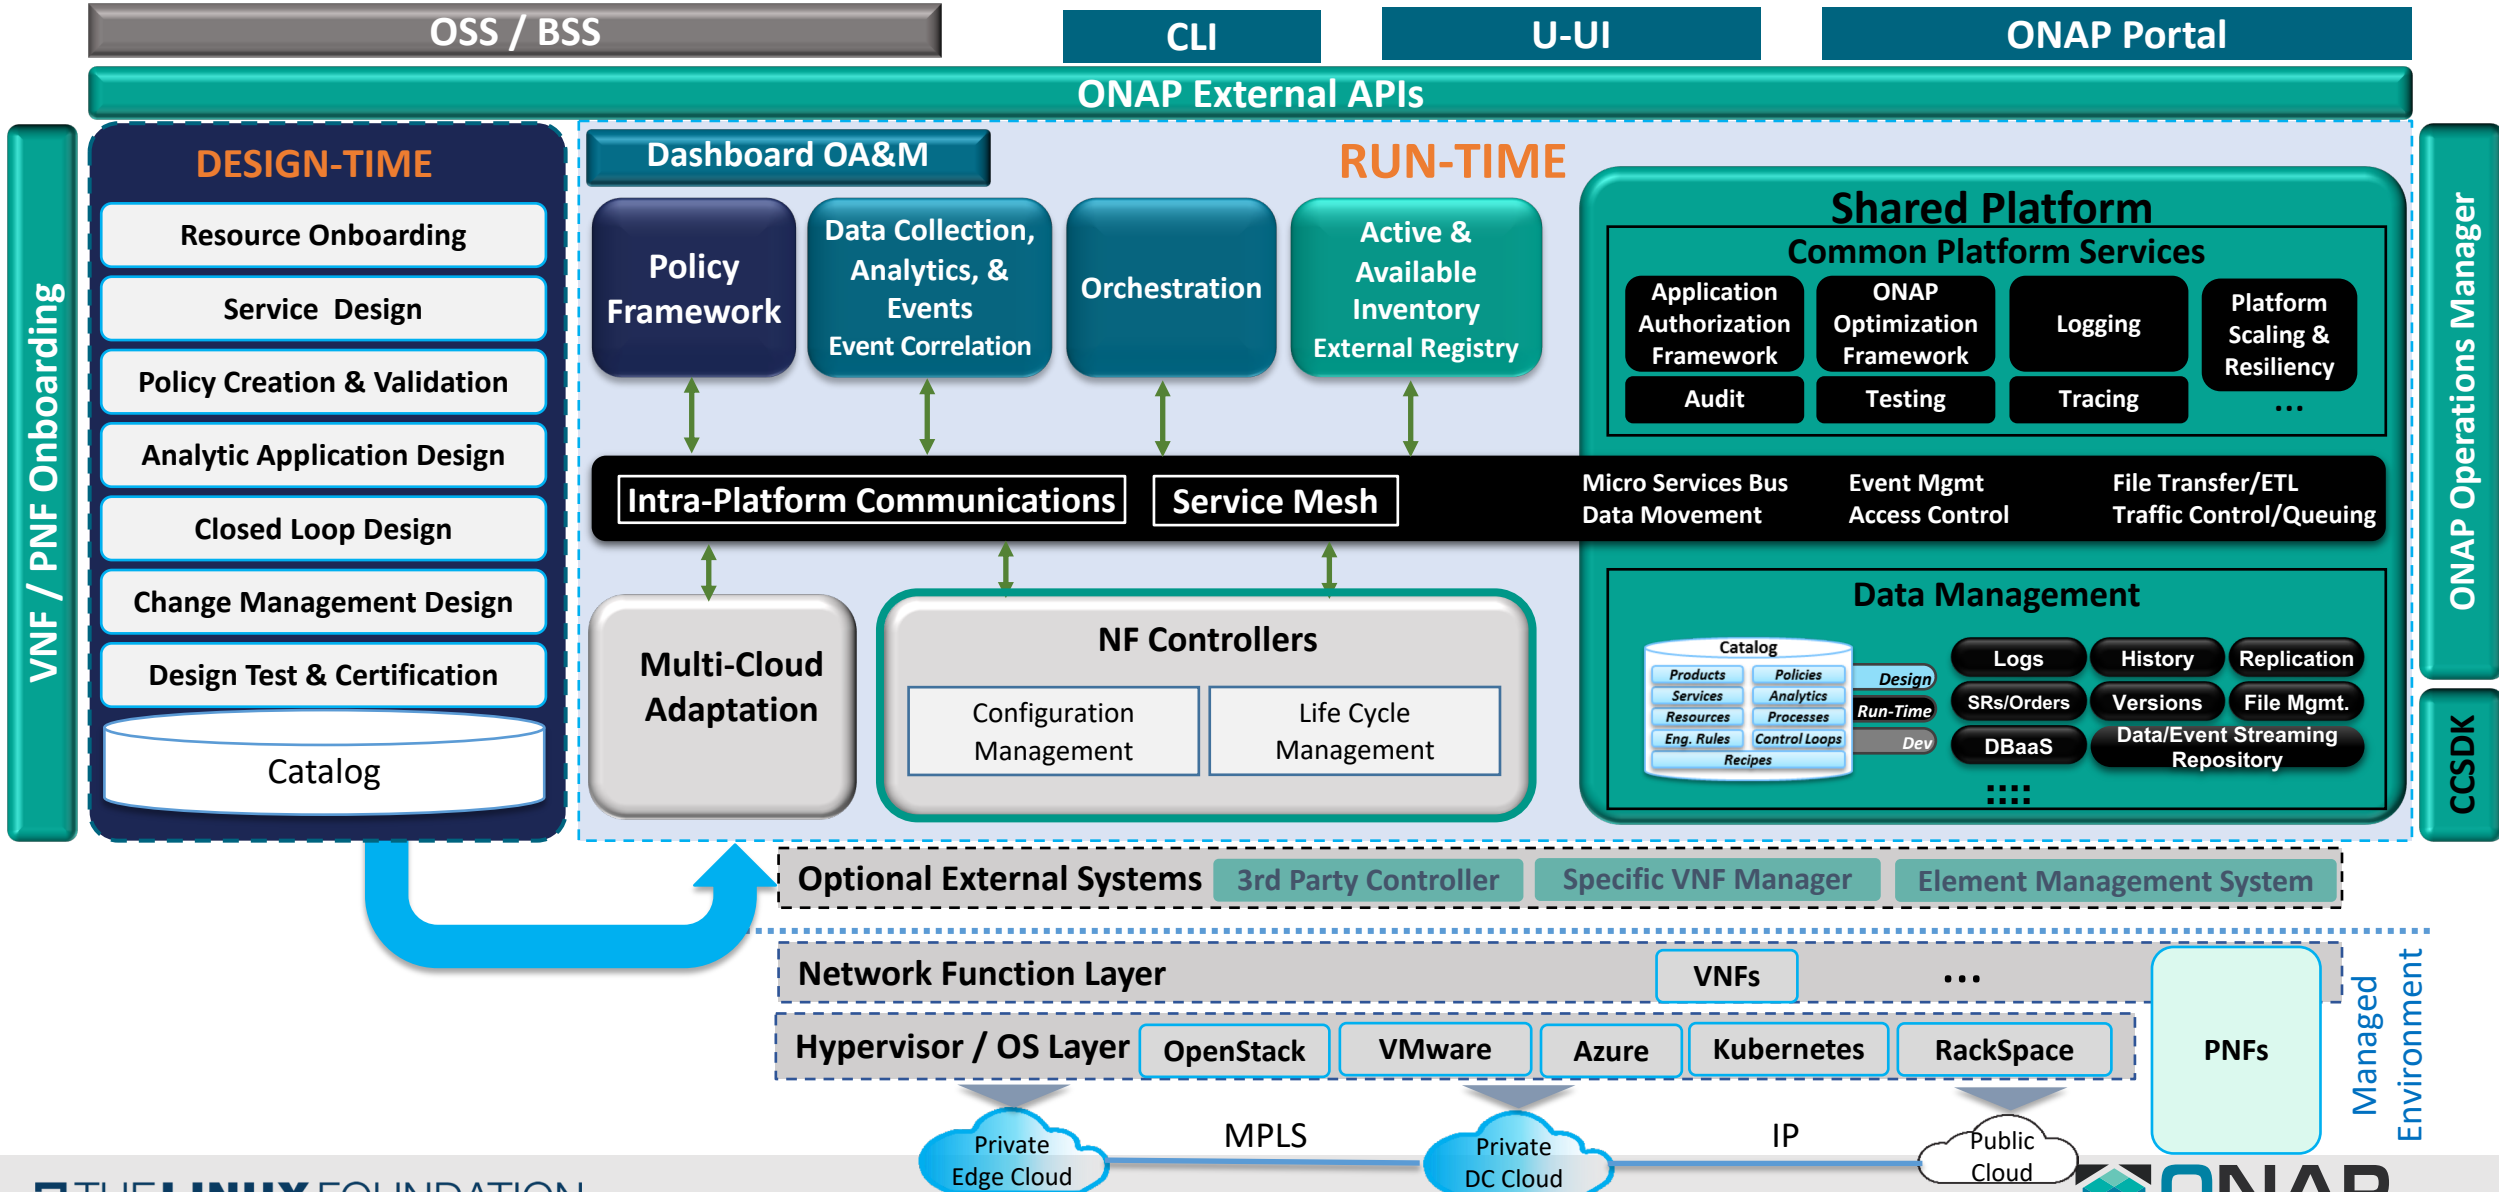 OSS / BSS
CLI
U-UI
ONAP Portal
ONAP External APIs
VNF / PNF Onboarding
DESIGN-TIME
Resource Onboarding
Service Design
Policy Creation & Validation
Analytic Application Design
Closed Loop Design
Change Management Design
Design Test & Certification
Catalog
Dashboard OA&M
RUN-TIME
Policy
Framework
Data Collection,
Analytics, &
Events
Event Correlation
Orchestration
Active &
Available
Inventory
External Registry
Shared Platform
Common Platform Services
Application
Authorization
Framework
ONAP
Optimization
Framework
Logging
Platform
Scaling &
Resiliency
Audit
Testing
Tracing
...
Intra-Platform Communications
Service Mesh
Micro Services Bus
Data Movement
Event Mgmt
Access Control
File Transfer/ETL
Traffic Control/Queuing
Multi-Cloud
Adaptation
NF Controllers
Configuration
Management
Life Cycle
Management
Data Management
Catalog
Products
Policies
Services
Analytics
Resources
Processes
Eng. Rules
Control Loops
Recipes
Design
Run-Time
Dev
Logs
History
Replication
SRs/Orders
Versions
File Mgmt.
DBaaS
Data/Event Streaming
Repository
::::
ONAP Operations Manager
CCSDK
Optional External Systems
3rd Party Controller
Specific VNF Manager
Element Management System
Network Function Layer
VNFs
...
Hypervisor / OS Layer
OpenStack
VMware
Azure
Kubernetes
RackSpace
PNFs
Managed
Environment
Private
Edge Cloud
MPLS
Private
DC Cloud
IP
Public
Cloud
THE LINUX FOUNDATION
ONAP